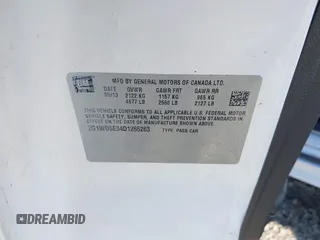 MFD BY GENERAL MOTORS OF CANADA LTD.
DATE GVWR GAWR FRT GAWR RR
05/13 2122 KG 1157 KG 965 KG
4677 LB 2550 LB 2127 LB
THIS VEHICLE CONFORMS TO ALL APPLICABLE U.S. FEDERAL MOTOR
VEHICLE SAFETY, BUMPER, AND THEFT PREVENTION STANDARDS
IN EFFECT ON THE DATE OF MANUFACTURE SHOWN ABOVE.
TYPE PASS CAR
DREAMBID